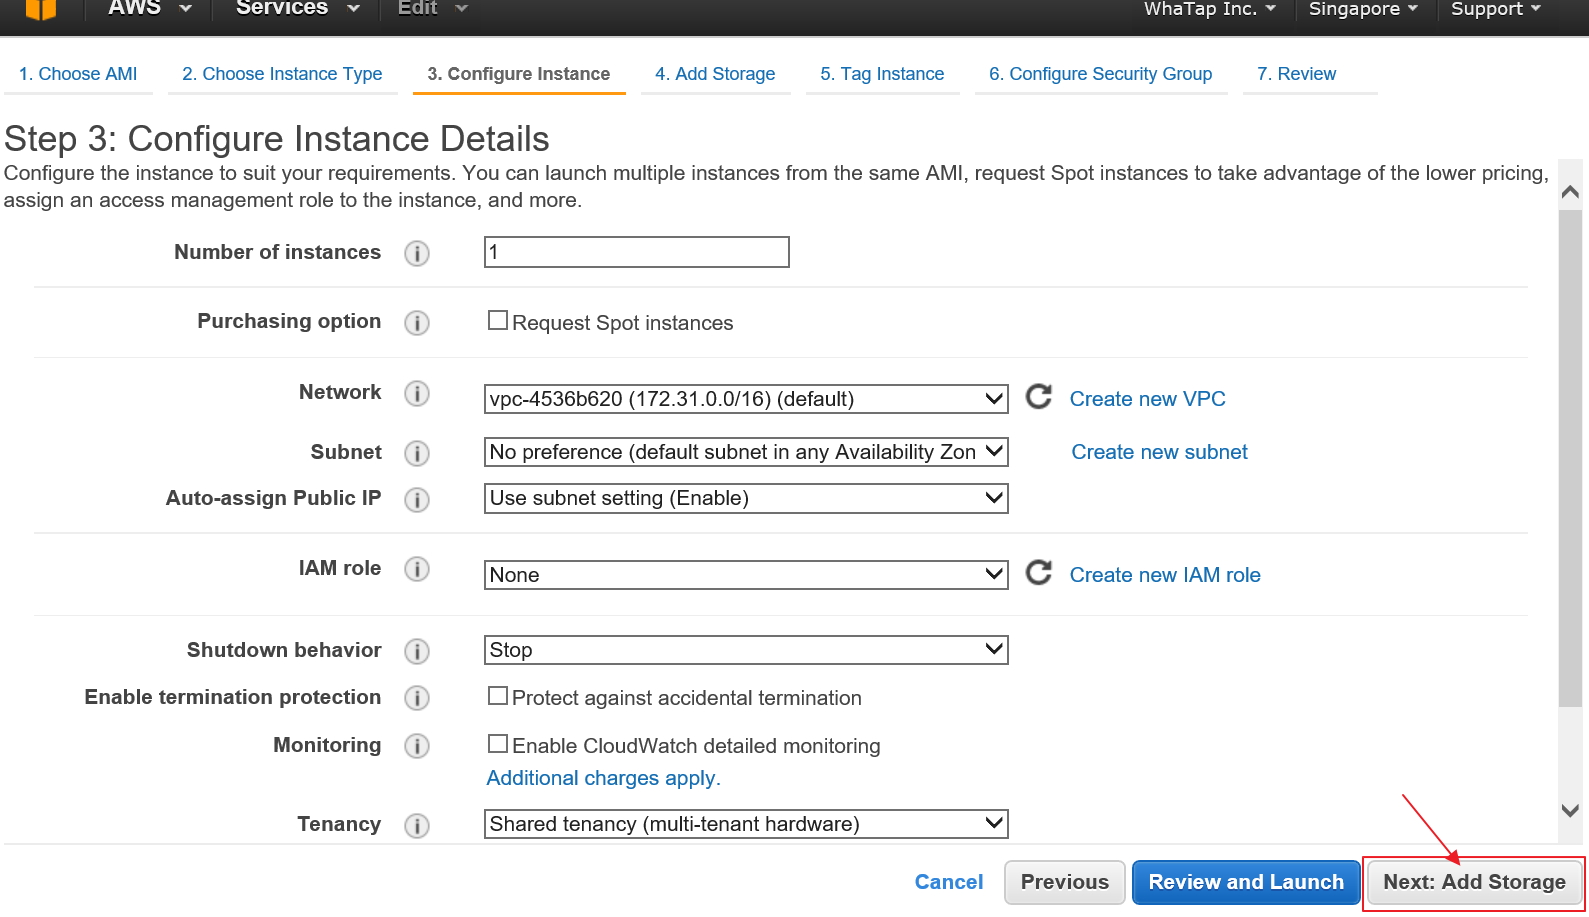 AWS Services Edit WhaTap Inc. Singapore Support
1. Choose AMI 2. Choose Instance Type 3. Configure Instance 4. Add Storage 5. Tag Instance 6. Configure Security Group 7. Review
Step 3: Configure Instance Details
Configure the instance to suit your requirements. You can launch multiple instances from the same AMI, request Spot instances to take advantage of the lower pricing,
assign an access management role to the instance, and more.
Number of instances i 1
Purchasing option i Request Spot instances
Network i vpc-4536b620 (172.31.0.0/16) (default) Create new VPC
Subnet i No preference (default subnet in any Availability Zon Create new subnet
Auto-assign Public IP i Use subnet setting (Enable)
IAM role i None Create new IAM role
Shutdown behavior i Stop
Enable termination protection i Protect against accidental termination
Monitoring i Enable CloudWatch detailed monitoring
Additional charges apply.
Tenancy i Shared tenancy (multi-tenant hardware)
Cancel Previous Review and Launch Next: Add Storage